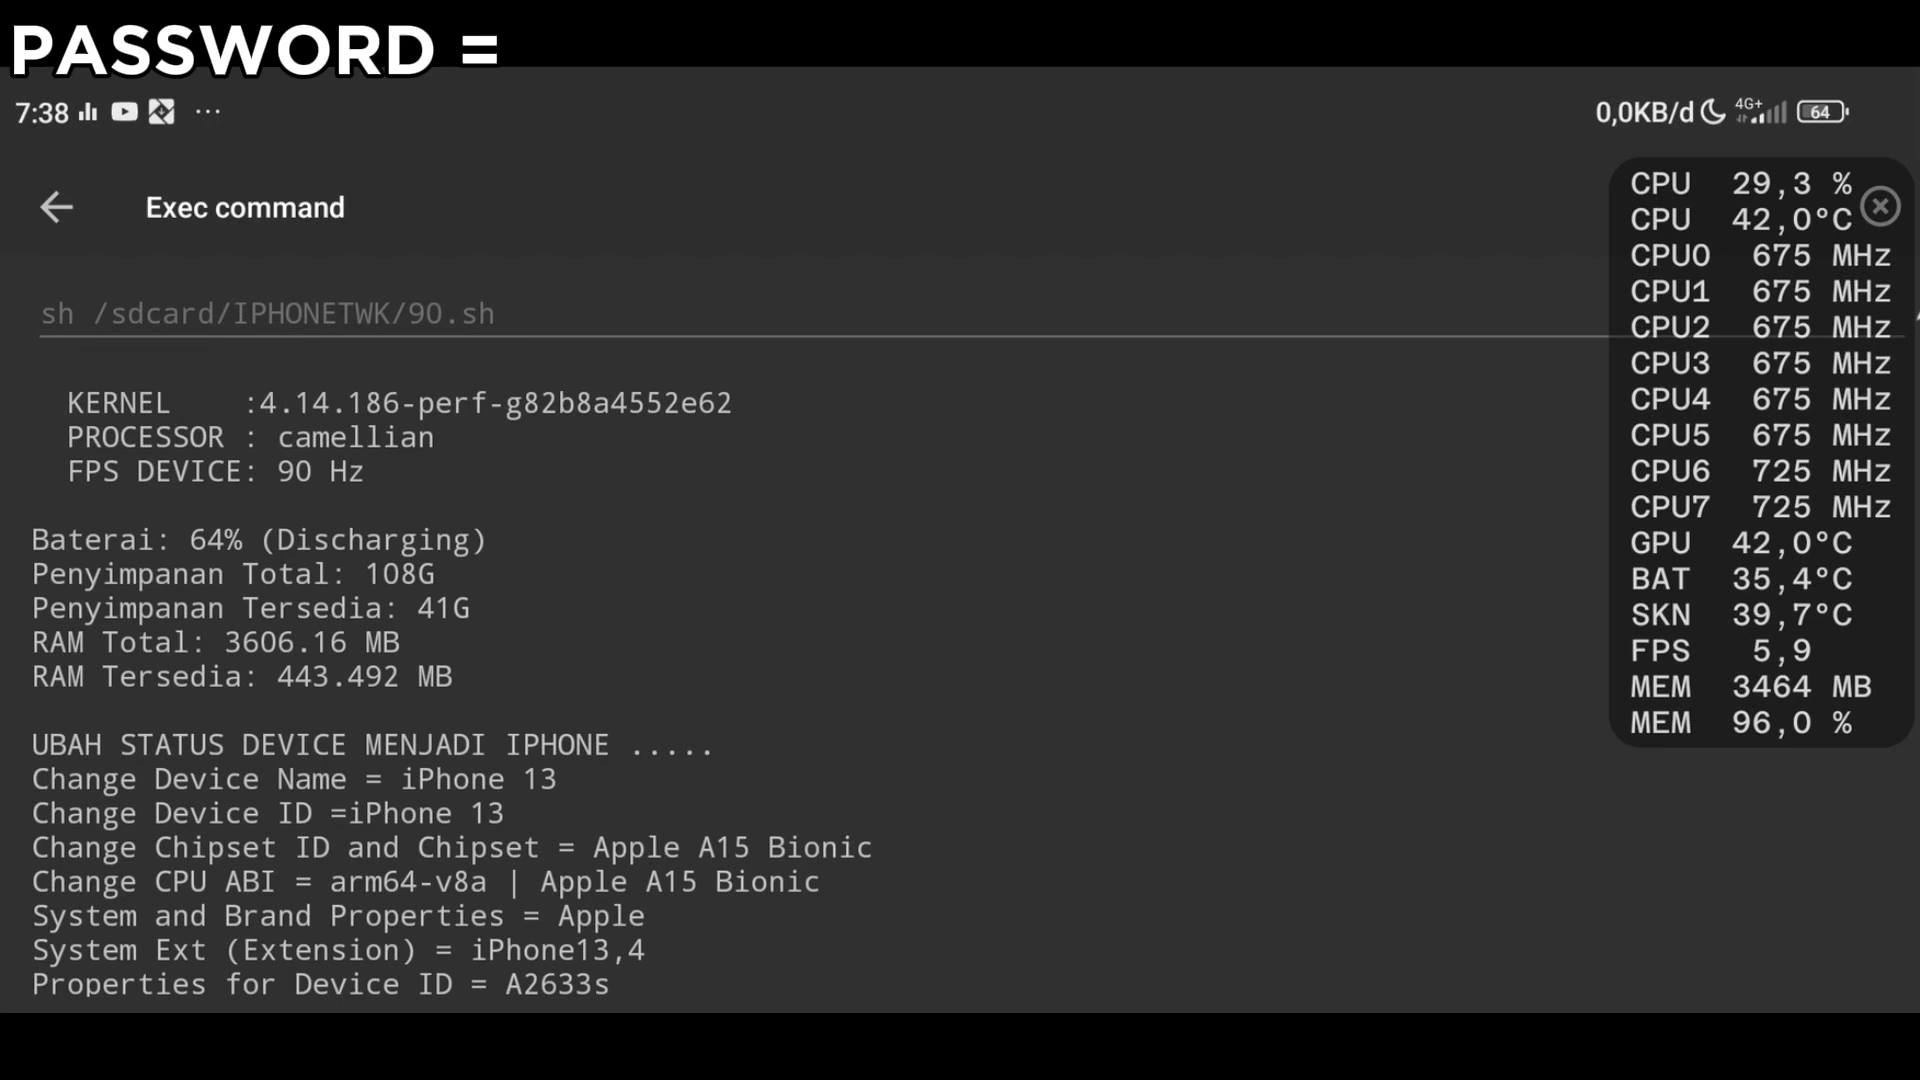 PASSWORD =
7:38 ...
0,0KB/d 4G+ 64
Exec command
sh /sdcard/IPHONETWK/90.sh
KERNEL    :4.14.186-perf-g82b8a4552e62
PROCESSOR : camellian
FPS DEVICE: 90 Hz
Baterai: 64% (Discharging)
Penyimpanan Total: 108G
Penyimpanan Tersedia: 41G
RAM Total: 3606.16 MB
RAM Tersedia: 443.492 MB
UBAH STATUS DEVICE MENJADI IPHONE .....
Change Device Name = iPhone 13
Change Device ID =iPhone 13
Change Chipset ID and Chipset = Apple A15 Bionic
Change CPU ABI = arm64-v8a | Apple A15 Bionic
System and Brand Properties = Apple
System Ext (Extension) = iPhone13,4
Properties for Device ID = A2633s
CPU 29,3 %
CPU 42,0°C
CPU0 675 MHz
CPU1 675 MHz
CPU2 675 MHz
CPU3 675 MHz
CPU4 675 MHz
CPU5 675 MHz
CPU6 725 MHz
CPU7 725 MHz
GPU 42,0°C
BAT 35,4°C
SKN 39,7°C
FPS 5,9
MEM 3464 MB
MEM 96,0 %